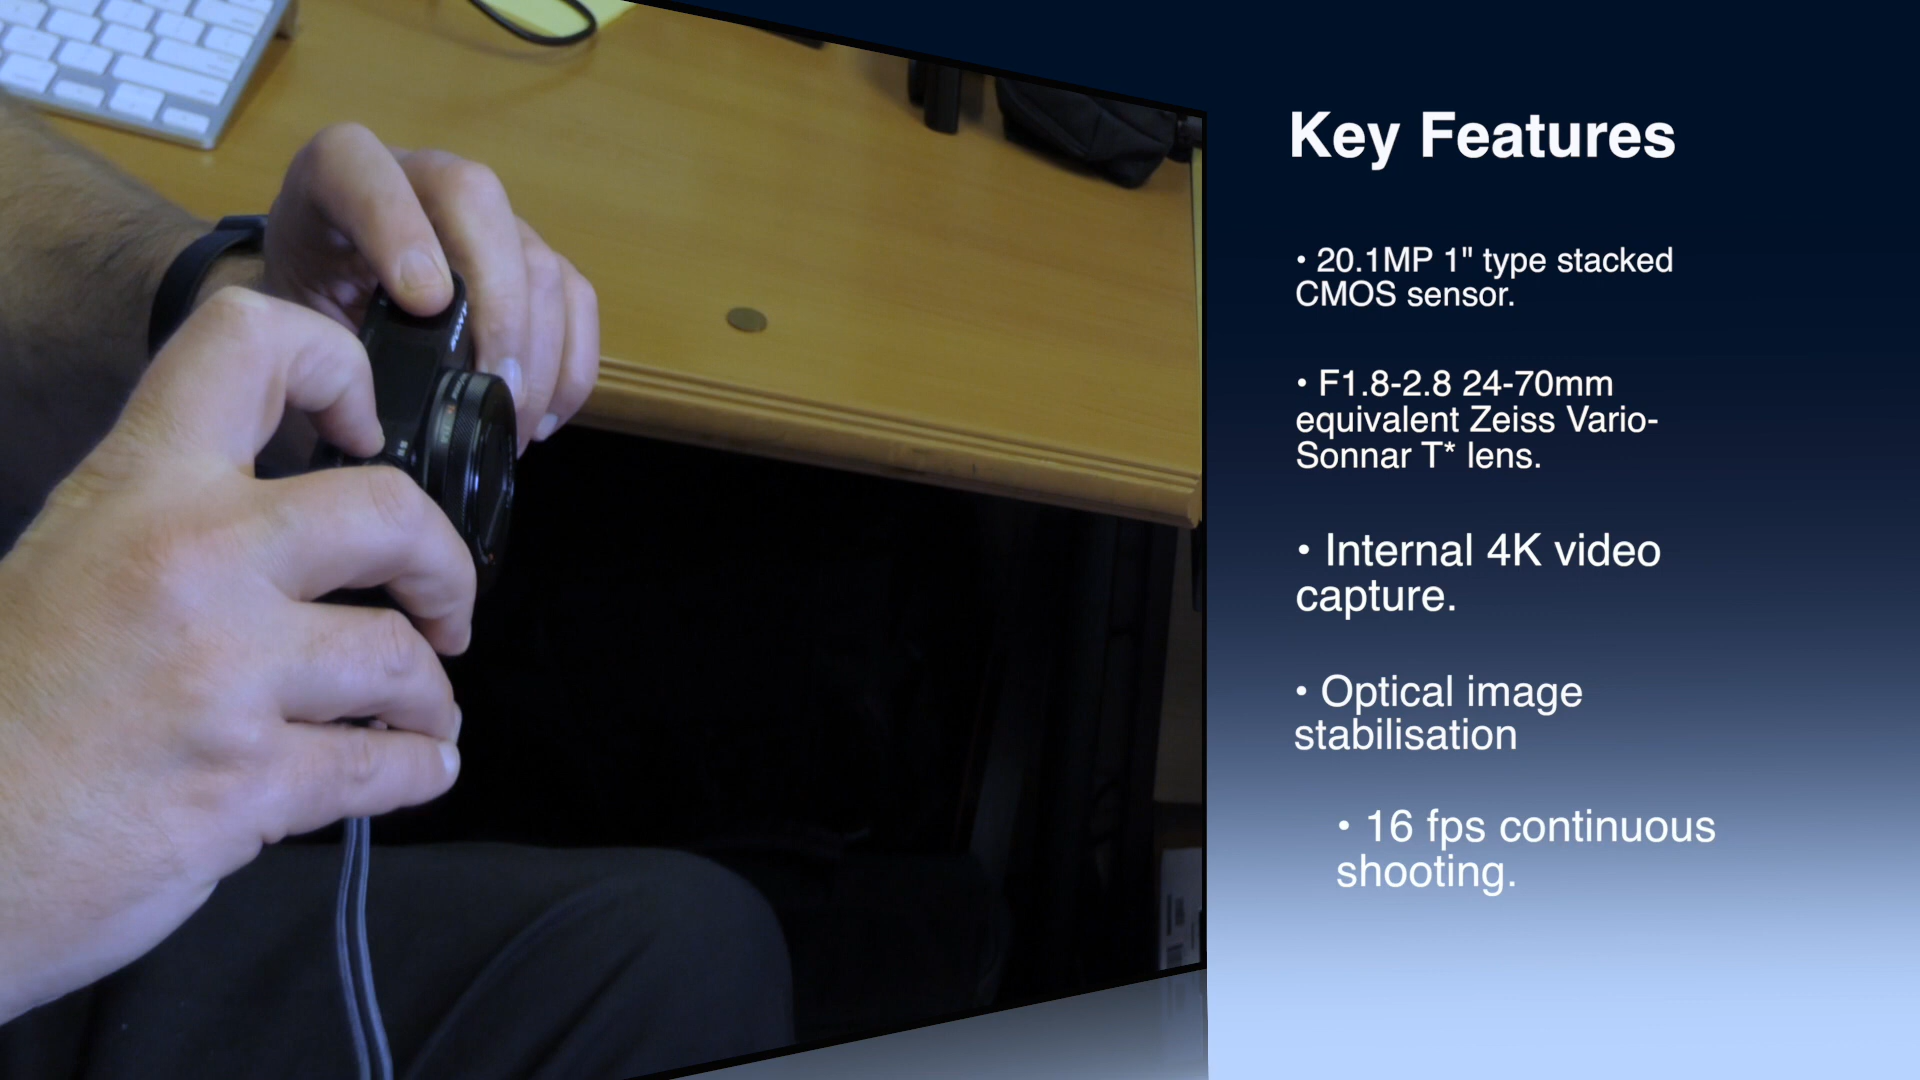 Key Features
• 20.1MP 1" type stacked
CMOS sensor.
• F1.8-2.8 24-70mm
equivalent Zeiss Vario-
Sonnar T* lens.
• Internal 4K video
capture.
• Optical image
stabilisation
• 16 fps continuous
shooting.